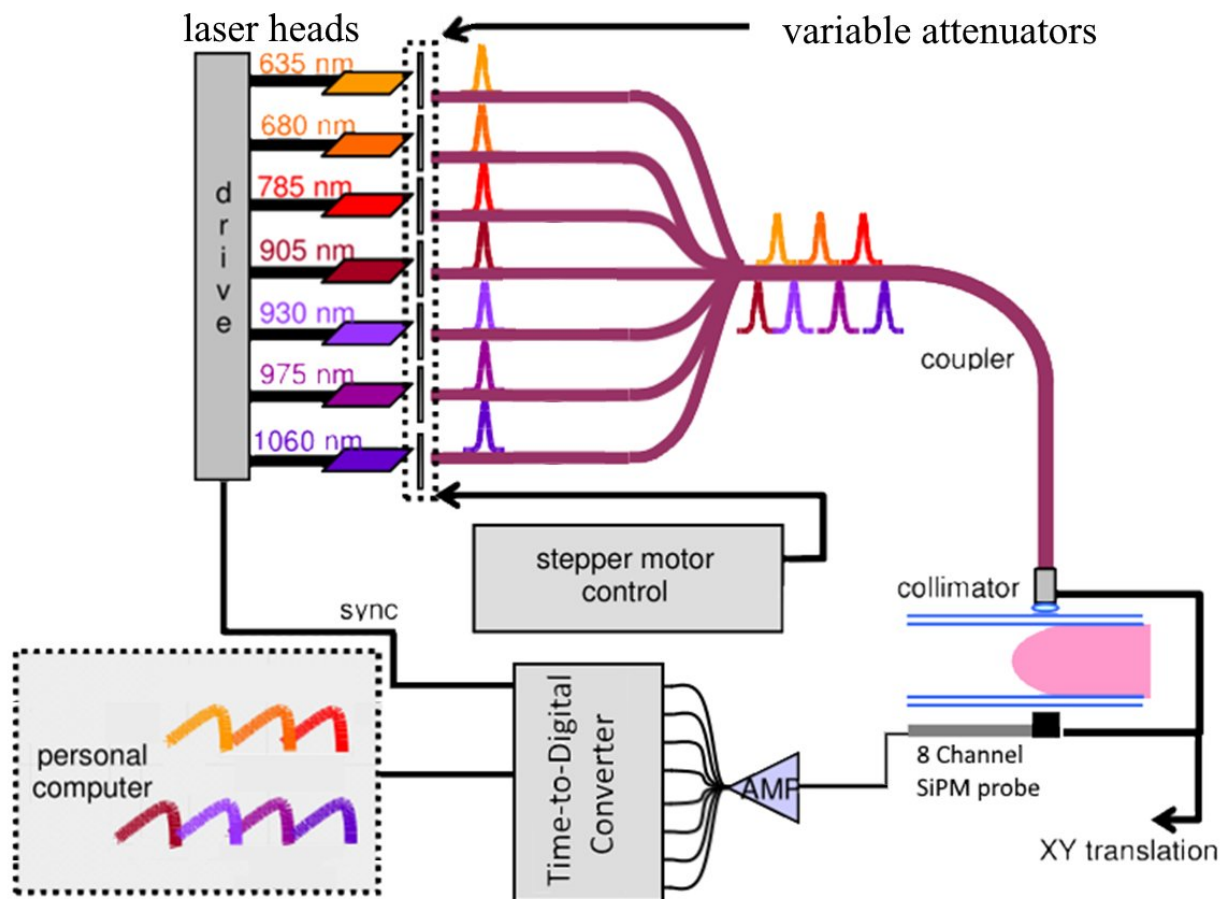 laser heads
variable attenuators
635 nm
680 nm
785 nm
905 nm
930 nm
975 nm
1060 nm
drive
coupler
stepper motor
control
collimator
sync
personal
computer
Time-to-Digital
Converter
AMP
8 Channel
SiPM probe
XY translation